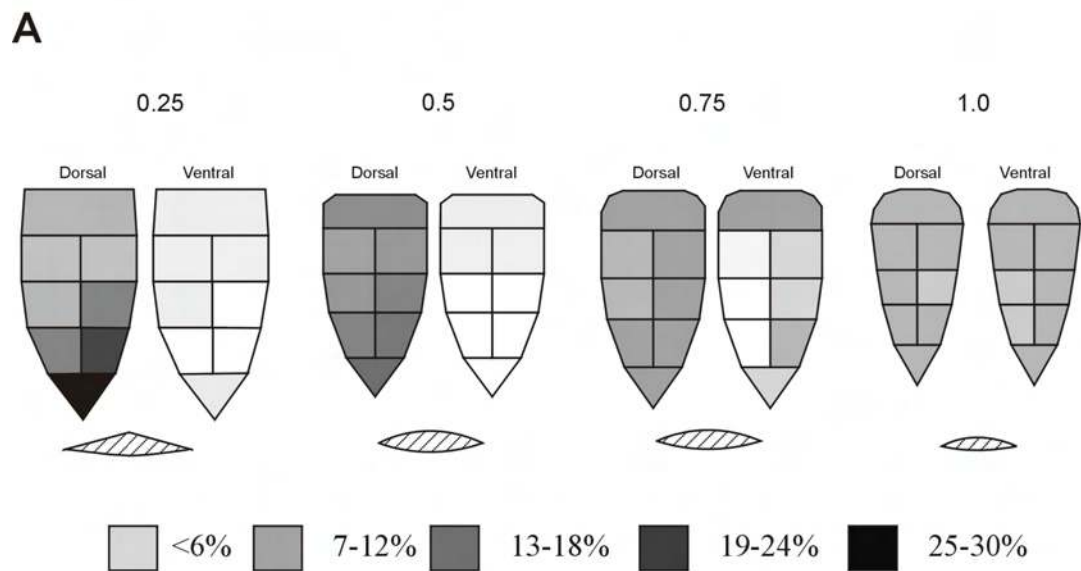 A
0.25 0.5 0.75 1.0
Dorsal Ventral Dorsal Ventral Dorsal Ventral Dorsal Ventral
<6% 7-12% 13-18% 19-24% 25-30%